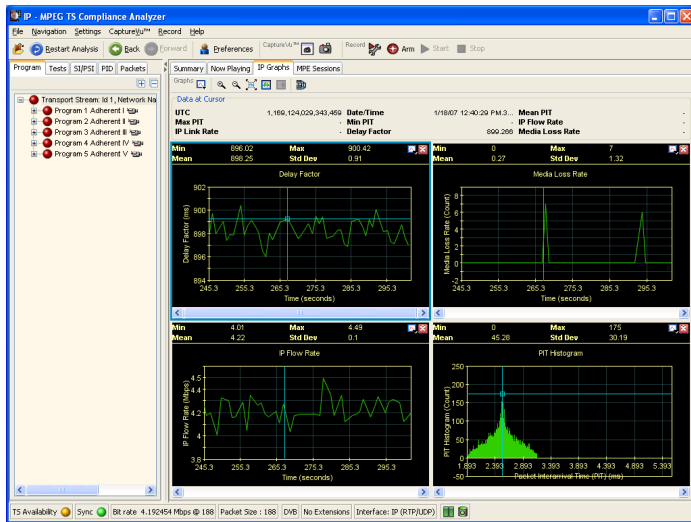 IP - MPEG TS Compliance Analyzer
File Navigation Settings CaptureVu™ Record Help
Restart Analysis Back Forward Preferences CaptureVu™ Record Arm Start Stop
Program Tests SI/PSI PID Packets
Summary Now Playing IP Graphs MPE Sessions
Graphs
Transport Stream: Id 1, Network Na
Program 1 Adherent I
Program 2 Adherent II
Program 3 Adherent III
Program 4 Adherent IV
Program 5 Adherent V
Data at Cursor
UTC 1,169,124,029,343,459 Date/Time 1/18/07 12:40:29 PM.3... Mean PIT -
Max PIT - Min PIT - IP Flow Rate -
IP Link Rate - Delay Factor 899.266 Media Loss Rate -
Min 896.02 Max 900.42
Mean 898.25 Std Dev 0.91
Delay Factor
Delay Factor (ms)
902
900
898
896
894
245.3 255.3 265.3 275.3 285.3 295.3
Time (seconds)
Min 0 Max 7
Mean 0.27 Std Dev 1.32
Media Loss Rate
Media Loss Rate (Count)
8
6
4
2
0
-2
245.3 255.3 265.3 275.3 285.3 295.3
Time (seconds)
Min 4.01 Max 4.49
Mean 4.22 Std Dev 0.1
IP Flow Rate
IP Flow Rate (Mbps)
4.5
4.4
4.2
4
3.8
245.3 255.3 265.3 275.3 285.3 295.3
Time (seconds)
Min 0 Max 175
Mean 45.28 Std Dev 30.19
PIT Histogram
PIT Histogram (Count)
250
200
150
100
50
0
-50
1.893 2.393 2.893 3.393 3.893 4.393 4.893 5.393
Packet Interarrival Time (PIT) (ms)
TS Availability Sync Bit rate 4.192454 Mbps @ 188 Packet Size : 188 DVB No Extensions Interface: IP (RTP/UDP)